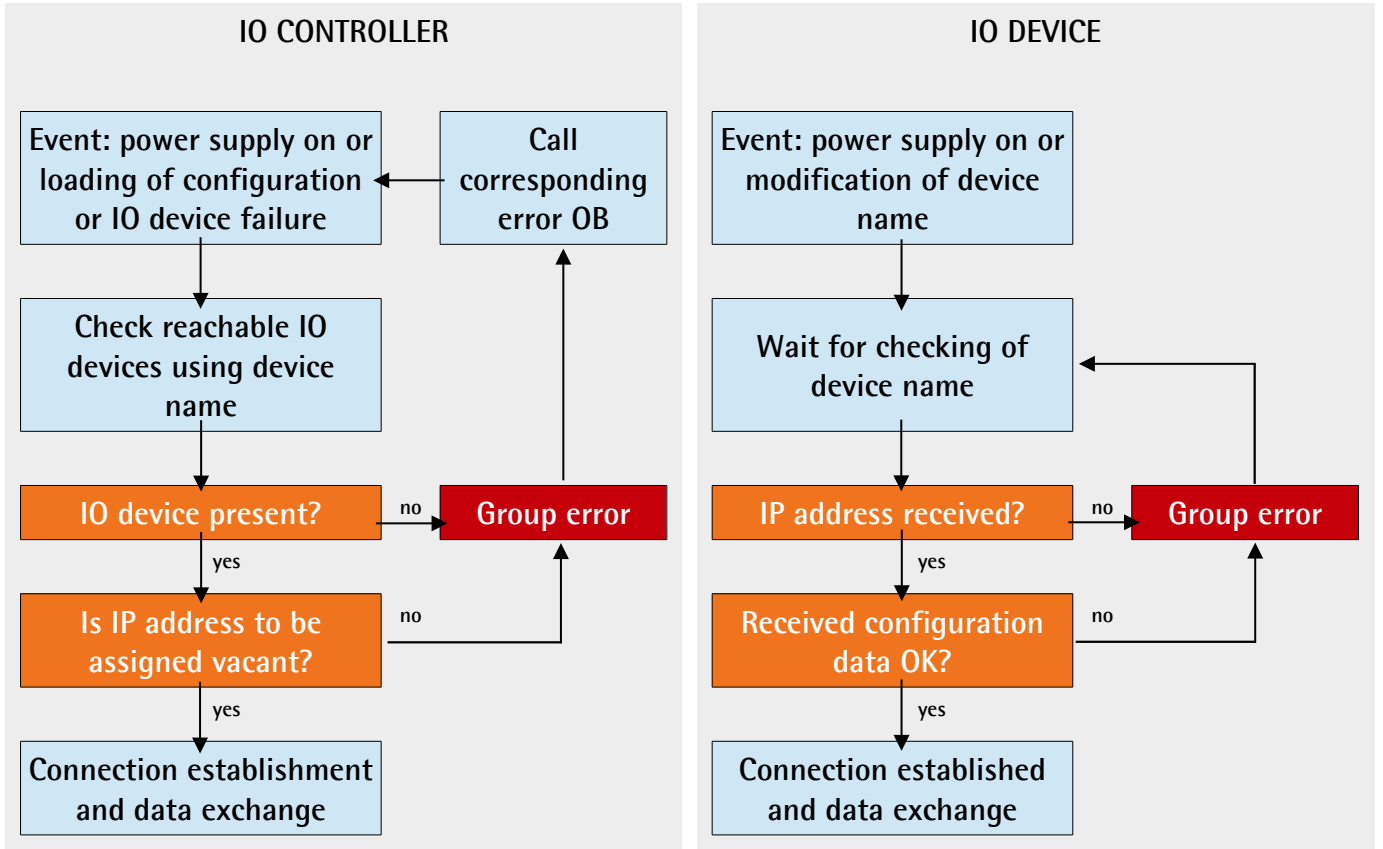 IO CONTROLLER
Event: power supply on or
loading of configuration
or IO device failure
Call
corresponding
error OB
Check reachable IO
devices using device
name
IO device present?
no
Group error
yes
Is IP address to be
assigned vacant?
no
yes
Connection establishment
and data exchange
IO DEVICE
Event: power supply on or
modification of device
name
Wait for checking of
device name
IP address received?
no
Group error
yes
Received configuration
data OK?
no
yes
Connection established
and data exchange